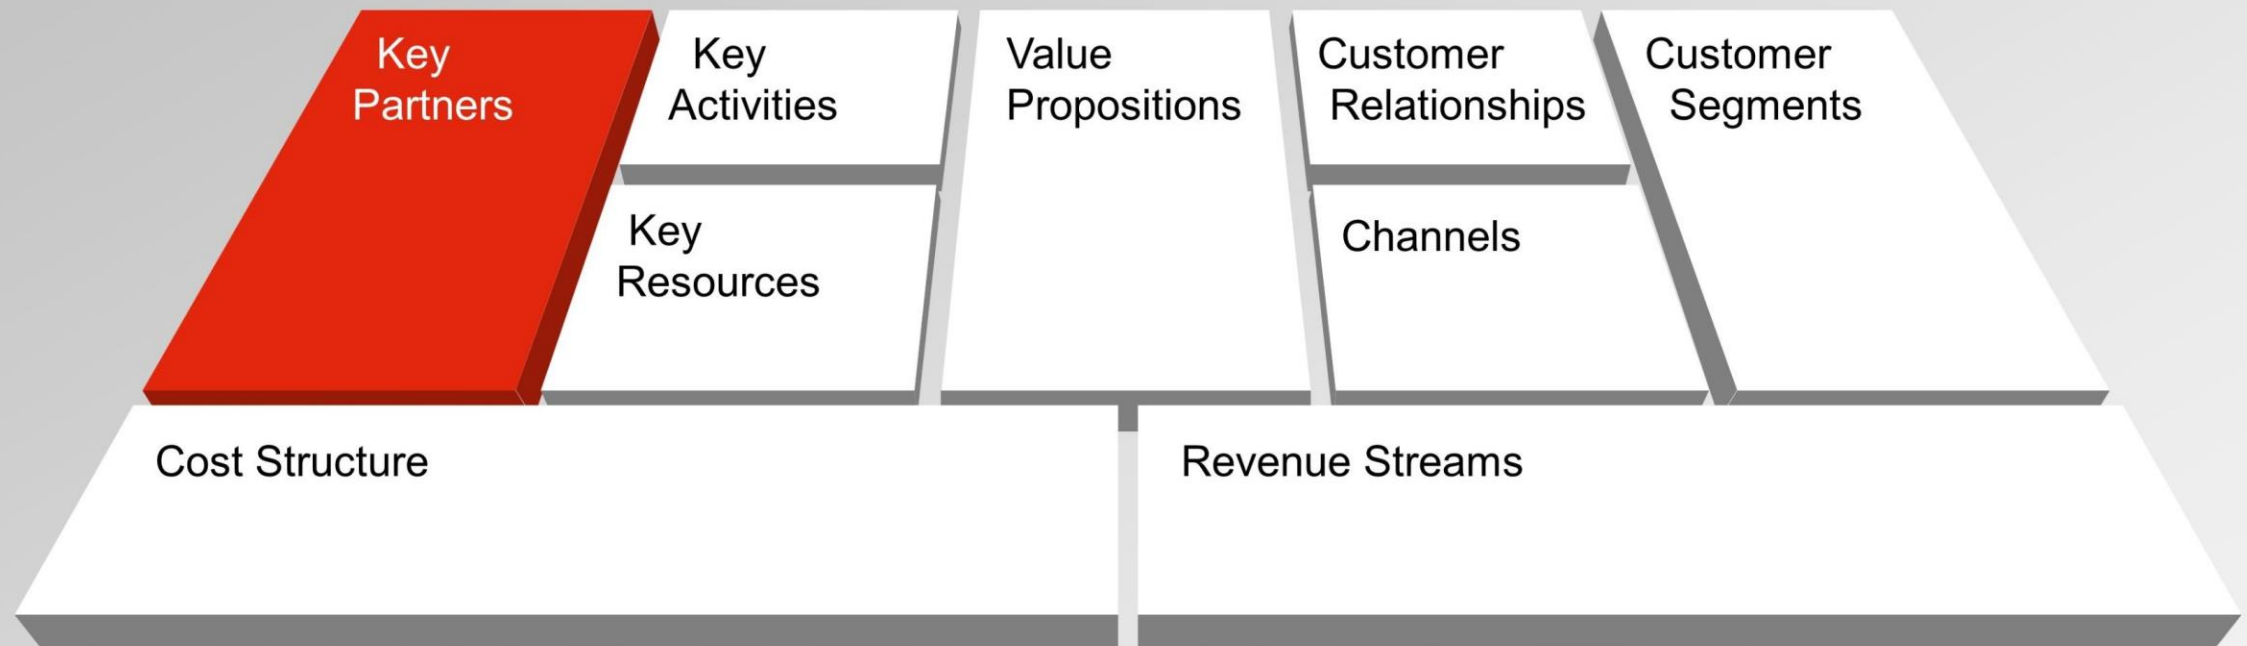 Key
Partners
Key
Activities
Value
Propositions
Customer
Relationships
Customer
Segments
Key
Resources
Channels
Cost Structure
Revenue Streams